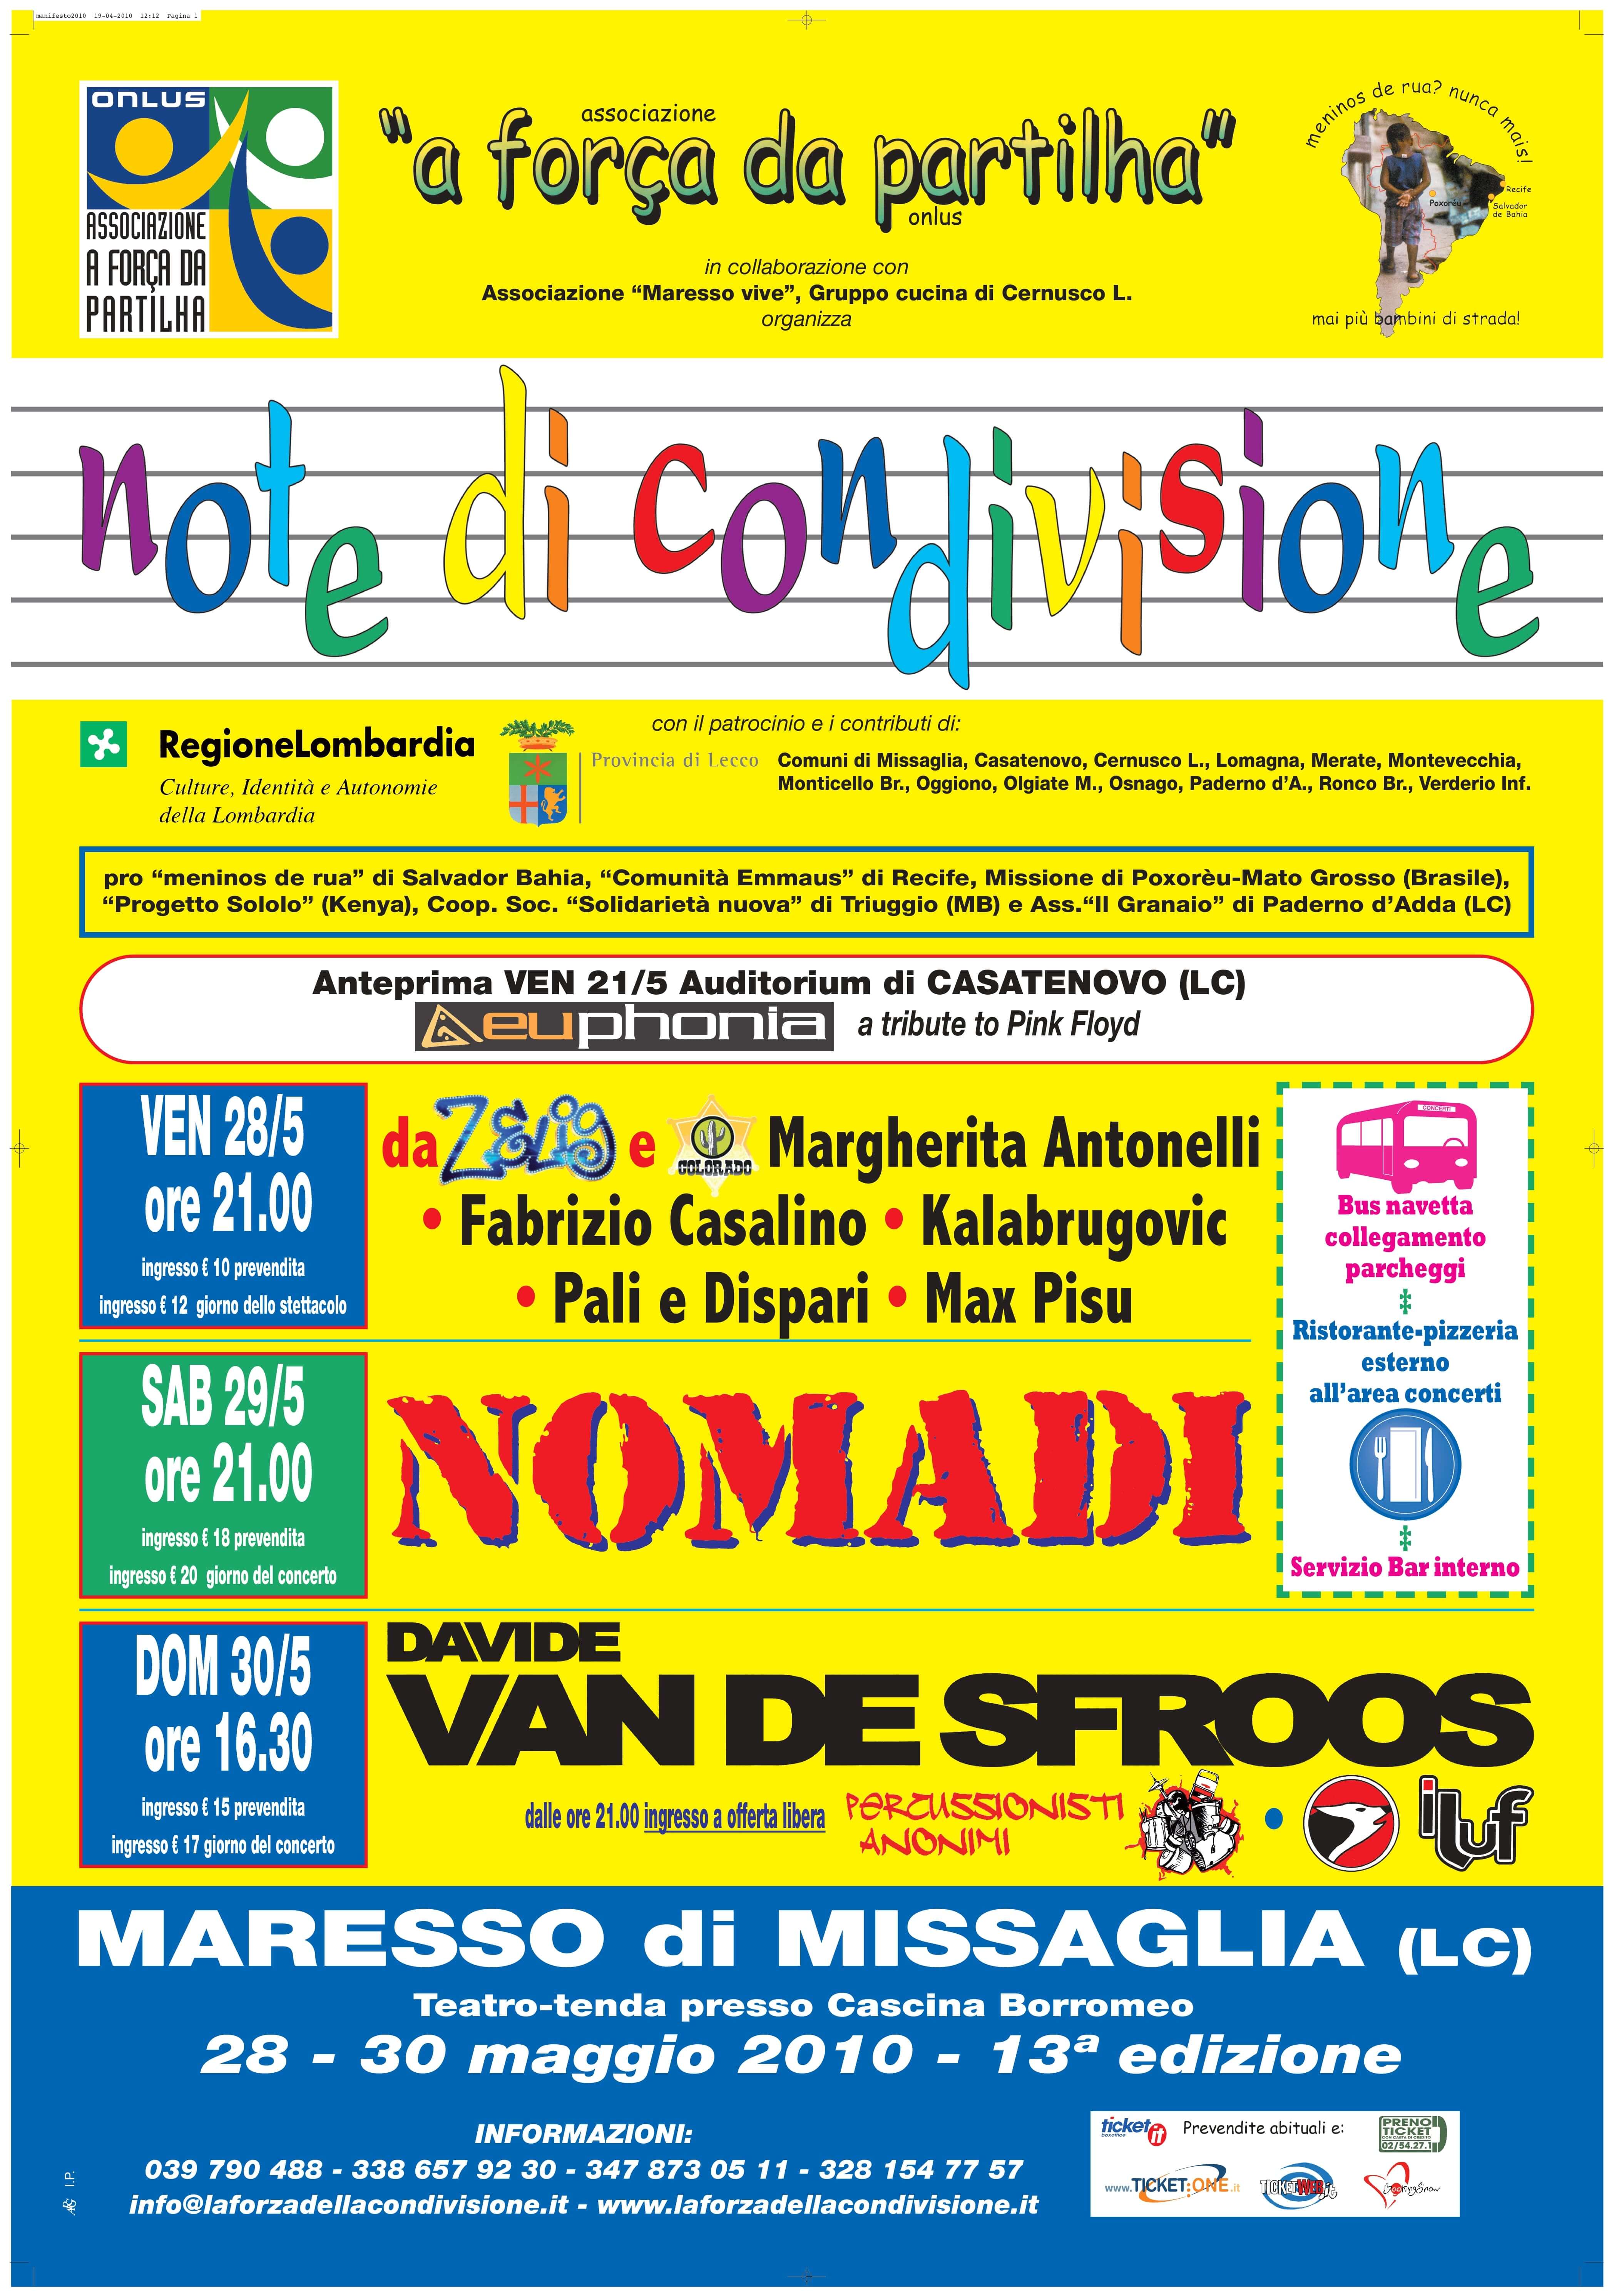 manifesto2010 19-04-2010 12:12 Pagina 1
ONLUS
ASSOCIAZIONE
A FORÇA DA
PARTILHA
associazione
"a força da partilha"
onlus
in collaborazione con
Associazione “Maresso vive”, Gruppo cucina di Cernusco L.
organizza
meninos de rua? nunca mais!
Recife
Poxorèu
Salvador
de Bahia
mai più bambini di strada!
note di condivisione
RegioneLombardia
Culture, Identità e Autonomie
della Lombardia
Provincia di Lecco
con il patrocinio e i contributi di:
Comuni di Missaglia, Casatenovo, Cernusco L., Lomagna, Merate, Montevecchia,
Monticello Br., Oggiono, Olgiate M., Osnago, Paderno d’A., Ronco Br., Verderio Inf.
pro “meninos de rua” di Salvador Bahia, “Comunità Emmaus” di Recife, Missione di Poxorèu-Mato Grosso (Brasile),
“Progetto Sololo” (Kenya), Coop. Soc. “Solidarietà nuova” di Triuggio (MB) e Ass.“Il Granaio” di Paderno d’Adda (LC)
Anteprima VEN 21/5 Auditorium di CASATENOVO (LC)
euphonia a tribute to Pink Floyd
VEN 28/5
ore 21.00
ingresso € 10 prevendita
ingresso € 12 giorno dello stettacolo
da Zelig e COLORADO Margherita Antonelli
• Fabrizio Casalino • Kalabrugovic
• Pali e Dispari • Max Pisu
CONCERTI
Bus navetta
collegamento
parcheggi
Ristorante-pizzeria
esterno
all’area concerti
Servizio Bar interno
SAB 29/5
ore 21.00
ingresso € 18 prevendita
ingresso € 20 giorno del concerto
NOMADI
DOM 30/5
ore 16.30
ingresso € 15 prevendita
ingresso € 17 giorno del concerto
DAVIDE
VAN DE SFROOS
dalle ore 21.00 ingresso a offerta libera
PERCUSSIONISTI
ANONIMI
•
iLuf
MARESSO di MISSAGLIA (LC)
Teatro-tenda presso Cascina Borromeo
28 - 30 maggio 2010 - 13ª edizione
INFORMAZIONI:
039 790 488 - 338 657 92 30 - 347 873 05 11 - 328 154 77 57
info@laforzadellacondivisione.it - www.laforzadellacondivisione.it
I.P.
ticket it
boxoffice
Prevendite abituali e:
PRENO
TICKET
CON CARTA DI CREDITO
02/54.27.1
www.TICKETONE.it
TICKETWEB.it